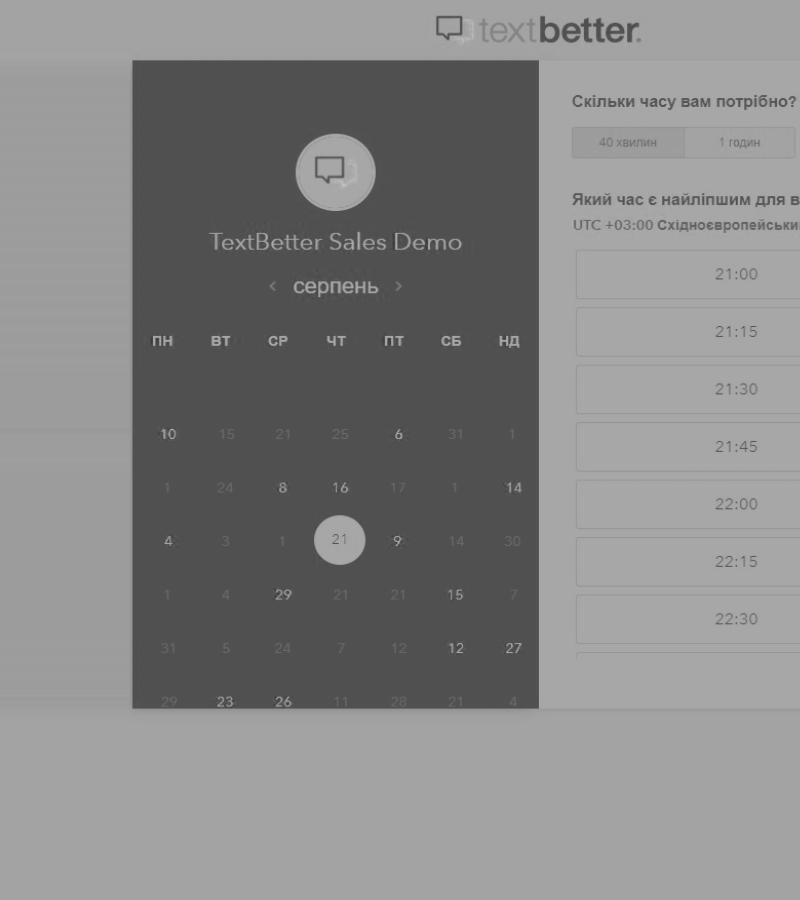 textbetter.
TextBetter Sales Demo
< серпень >
ПН ВТ СР ЧТ ПТ СБ НД
10 15 21 25 6 31 1
1 24 8 16 17 1 14
4 3 1 21 9 14 30
1 4 29 21 21 15 7
31 5 24 7 12 12 27
29 23 26 11 28 21 4
Скільки часу вам потрібно?
40 хвилин 1 годин
Який час є найліпшим для в
UTC +03:00 Східноєвропейськи
21:00
21:15
21:30
21:45
22:00
22:15
22:30